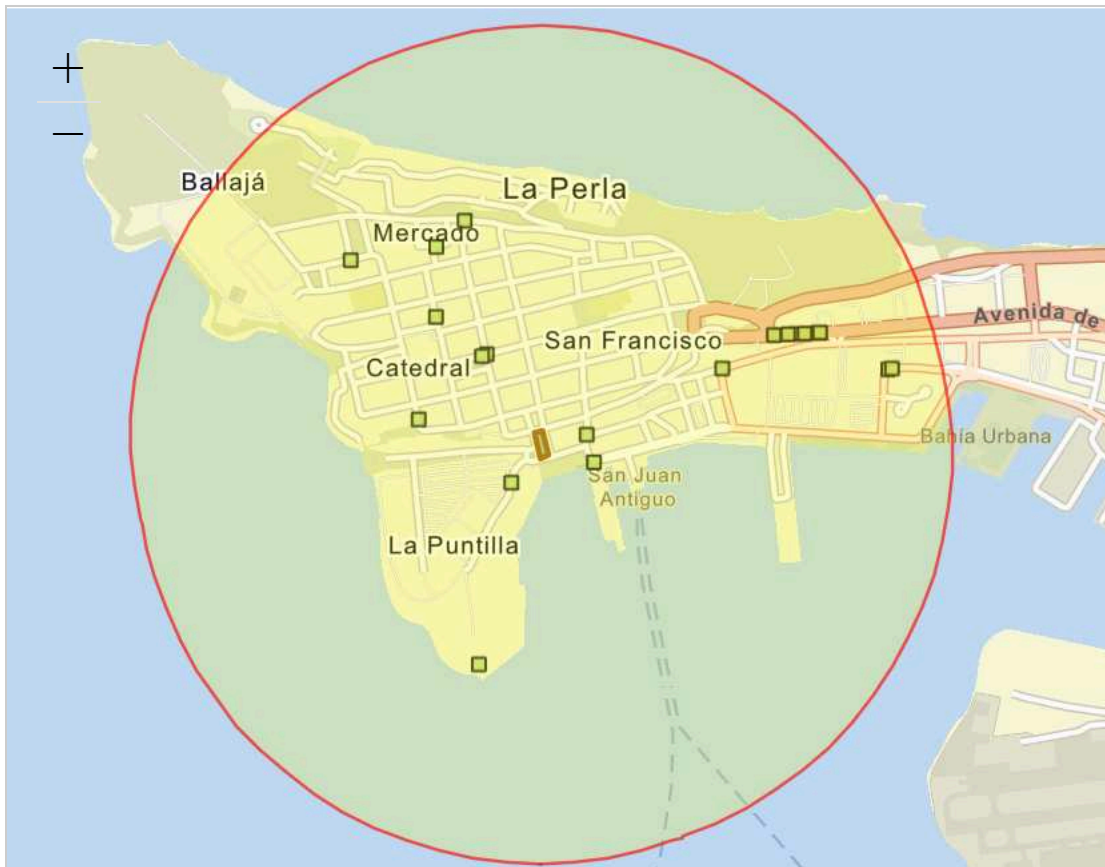 +
−
Ballajá
La Perla
Mercado
San Francisco
Avenida de
Catedral
Bahía Urbana
San Juan
Antiguo
La Puntilla